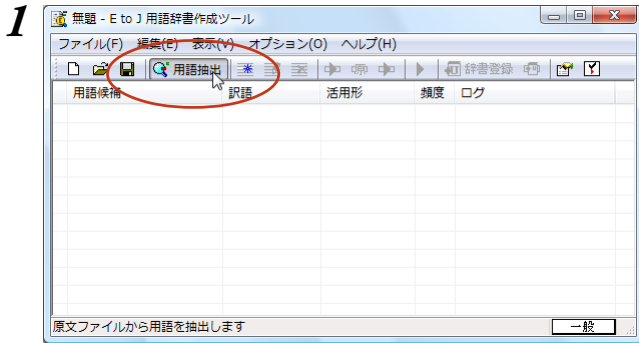 1
無題 - E to J 用語辞書作成ツール
ファイル(F) 編集(E) 表示(V) オプション(O) ヘルプ(H)
用語抽出 辞書登録
用語候補 訳語 活用形 頻度 ログ
原文ファイルから用語を抽出します 一般